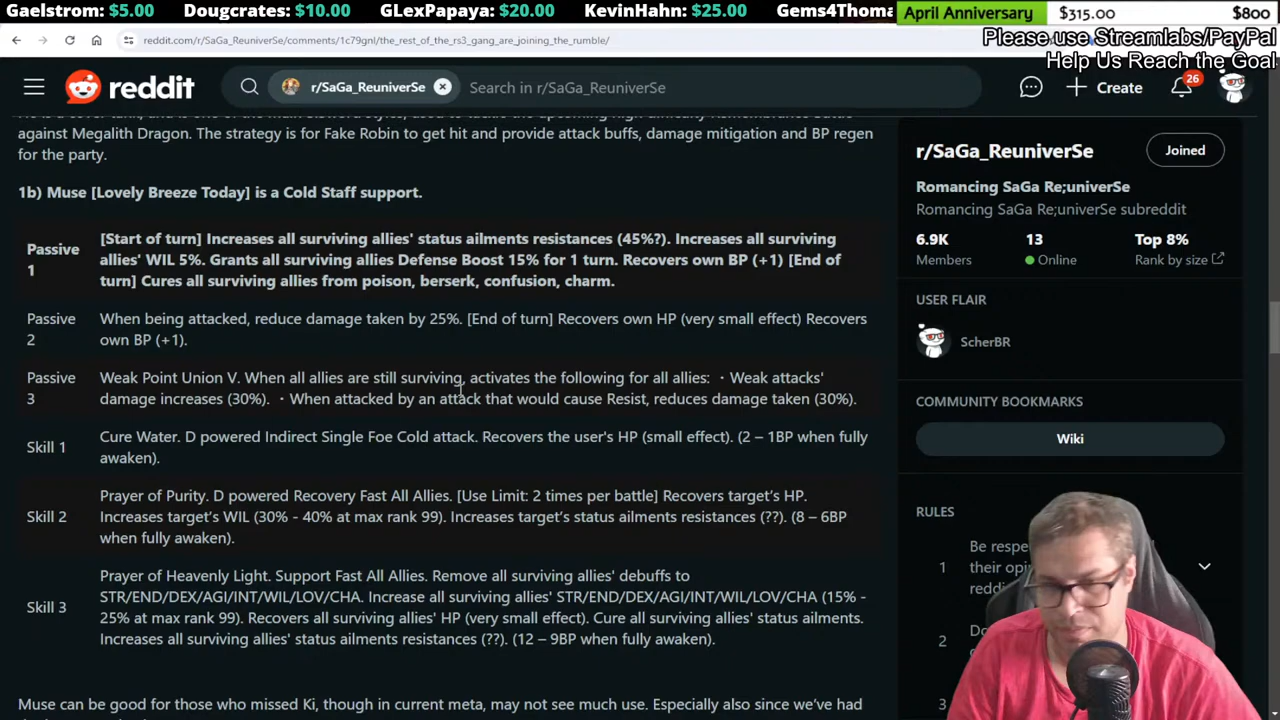 Gaelstrom: $5.00 Dougcrates: $10.00 GLexPapaya: $20.00 KevinHahn: $25.00 Gems4Thoma
April Anniversary $315.00 $800
Please use Streamlabs/PayPal
Help Us Reach the Goal
reddit.com/r/SaGa_ReuniverSe/comments/1c79gnl/the_rest_of_the_rs3_gang_are_joining_the_rumble/
reddit
r/SaGa_ReuniverSe
Search in r/SaGa_ReuniverSe
Create
26
against Megalith Dragon. The strategy is for Fake Robin to get hit and provide attack buffs, damage mitigation and BP regen
for the party.
1b) Muse [Lovely Breeze Today] is a Cold Staff support.
Passive
1
[Start of turn] Increases all surviving allies' status ailments resistances (45%?). Increases all surviving
allies' WIL 5%. Grants all surviving allies Defense Boost 15% for 1 turn. Recovers own BP (+1) [End of
turn] Cures all surviving allies from poison, berserk, confusion, charm.
Passive
2
When being attacked, reduce damage taken by 25%. [End of turn] Recovers own HP (very small effect) Recovers
own BP (+1).
Passive
3
Weak Point Union V. When all allies are still surviving, activates the following for all allies: ・Weak attacks'
damage increases (30%). ・When attacked by an attack that would cause Resist, reduces damage taken (30%).
Skill 1
Cure Water. D powered Indirect Single Foe Cold attack. Recovers the user's HP (small effect). (2 – 1BP when fully
awaken).
Skill 2
Prayer of Purity. D powered Recovery Fast All Allies. [Use Limit: 2 times per battle] Recovers target's HP.
Increases target's WIL (30% - 40% at max rank 99). Increases target's status ailments resistances (??). (8 – 6BP
when fully awaken).
Skill 3
Prayer of Heavenly Light. Support Fast All Allies. Remove all surviving allies' debuffs to
STR/END/DEX/AGI/INT/WIL/LOV/CHA. Increase all surviving allies' STR/END/DEX/AGI/INT/WIL/LOV/CHA (15% -
25% at max rank 99). Recovers all surviving allies' HP (very small effect). Cure all surviving allies' status ailments.
Increases all surviving allies' status ailments resistances (??). (12 – 9BP when fully awaken).
Muse can be good for those who missed Ki, though in current meta, may not see much use. Especially also since we've had
r/SaGa_ReuniverSe
Joined
Romancing SaGa Re;univerSe
Romancing SaGa Re;univerSe subreddit
6.9K 13 Top 8%
Members Online Rank by size
USER FLAIR
ScherBR
COMMUNITY BOOKMARKS
Wiki
RULES
1 Be respe
their opi
reddi
2 Do
3